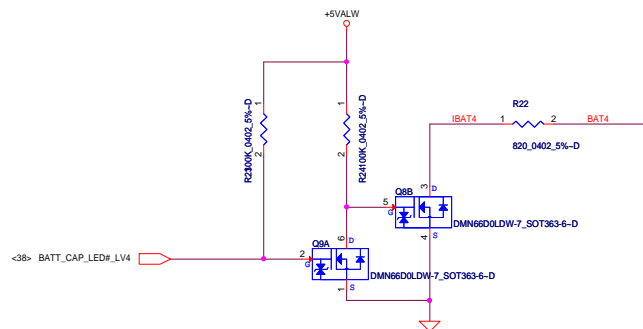 +5VALW
R22
IBAT4
1
2
BAT4
820_0402_5%~D
1
R23100K_0402_5%~D
2
1
R24100K_0402_5%~D
2
Q8B
3
D
5
G
S
4
DMN66D0LDW-7_SOT363-6~D
Q9A
6
D
<38> BATT_CAP_LED#_LV4
2
G
S
1
DMN66D0LDW-7_SOT363-6~D